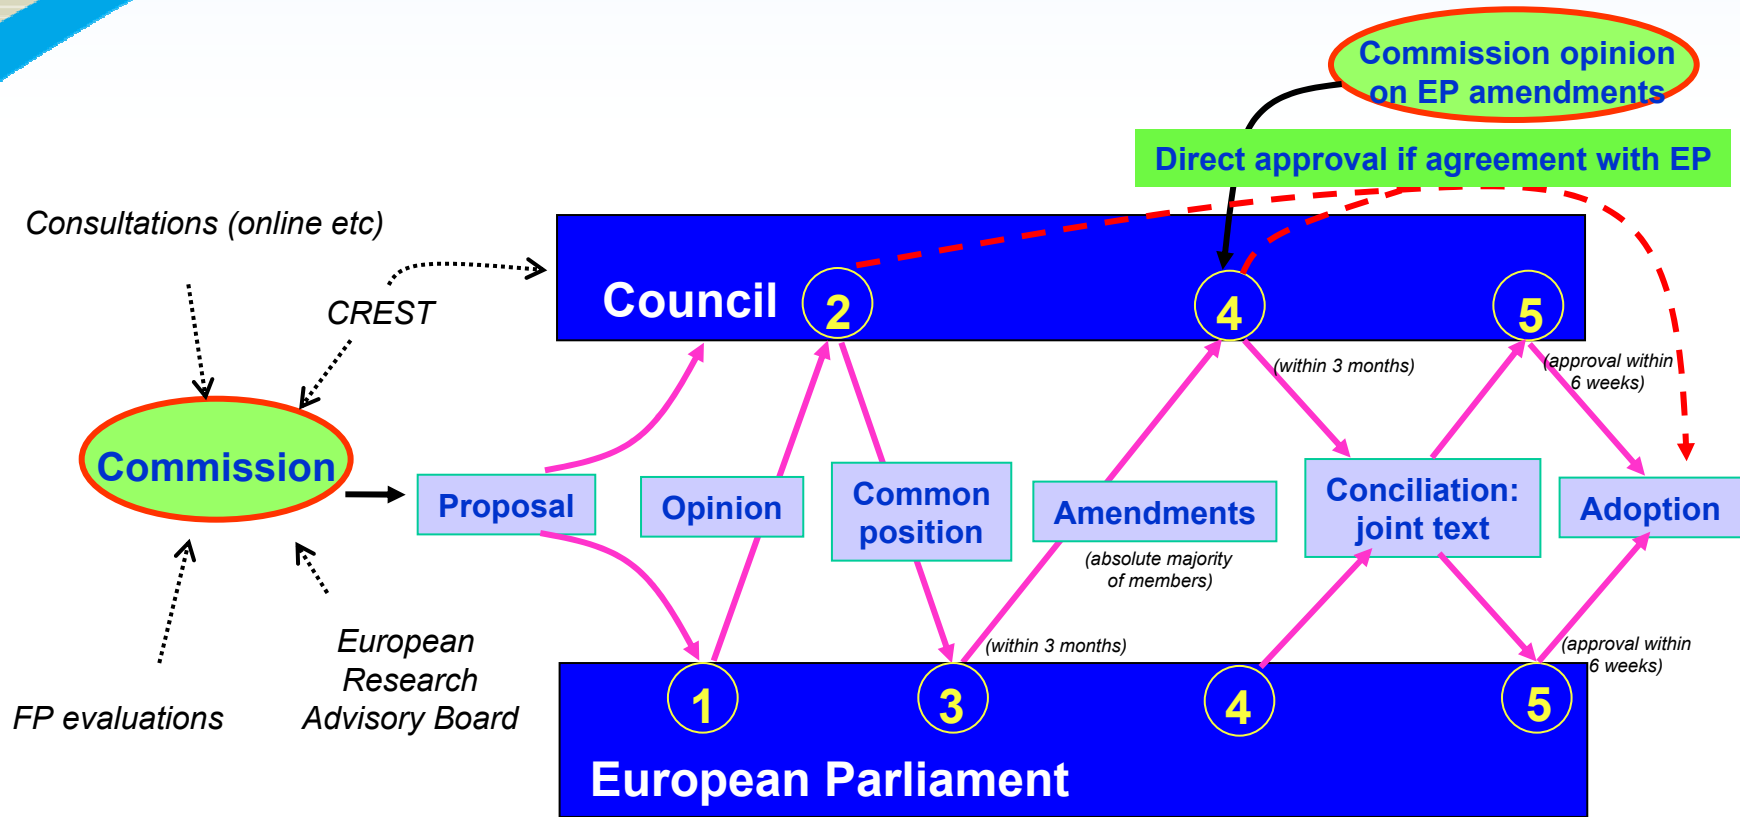 Commission opinion
on EP amendments
Direct approval if agreement with EP
Consultations (online etc)
CREST
Council
2
4
5
(within 3 months)
(approval within
6 weeks)
Commission
Proposal
Opinion
Common
position
Amendments
(absolute majority
of members)
Conciliation:
joint text
Adoption
(within 3 months)
(approval within
6 weeks)
European
Research
Advisory Board
FP evaluations
1
3
4
5
European Parliament